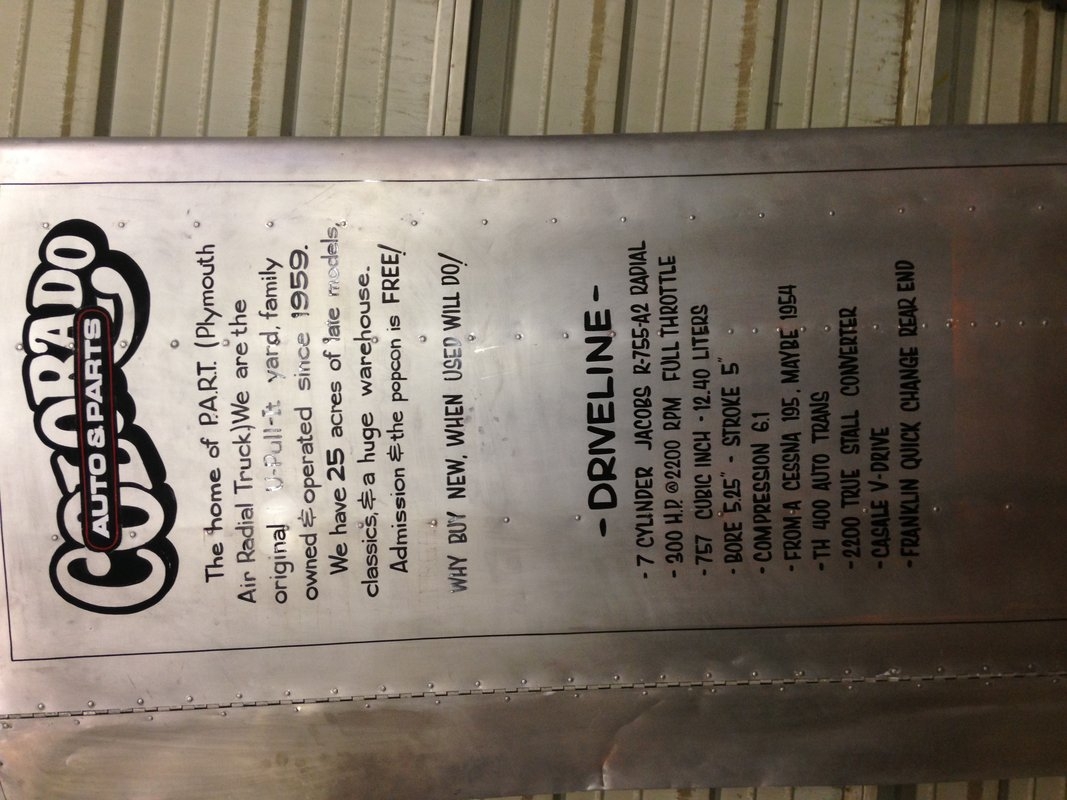 COLORADO
AUTO & PARTS
The home of P.A.R.T. (Plymouth
Air Radial Truck)We are the
original U-Pull-It yard, family
owned & operated since 1959.
We have 25 acres of late models,
classics, & a huge warehouse.
Admission & the popcon is FREE!
WHY BUY NEW, WHEN USED WILL DO!
- DRIVELINE -
- 7 CYLINDER JACOBS R-755-A2 RADIAL
- 300 H.P. @2200 RPM FULL THROTTLE
- 757 CUBIC INCH - 12.40 LITERS
- BORE 5.25" - STROKE 5"
- COMPRESSION 6.1
- FROM A CESSNA 195, MAYBE 1954
- TH 400 AUTO TRANS
- 2200 TRUE STALL CONVERTER
- CASALE V-DRIVE
- FRANKLIN QUICK CHANGE REAR END